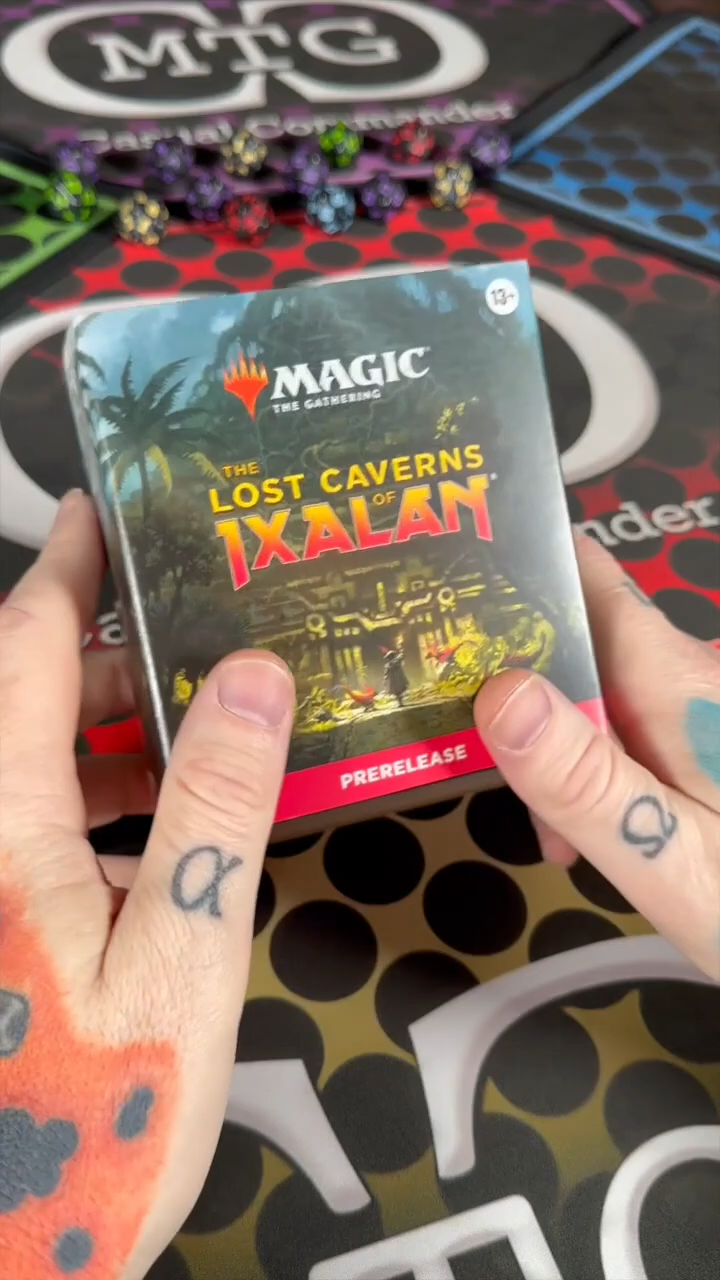 MTG
Casual Commander
13+
MAGIC
THE GATHERING
THE
LOST CAVERNS
OF
IXALAN
nder
PRERELEASE
α
Ω